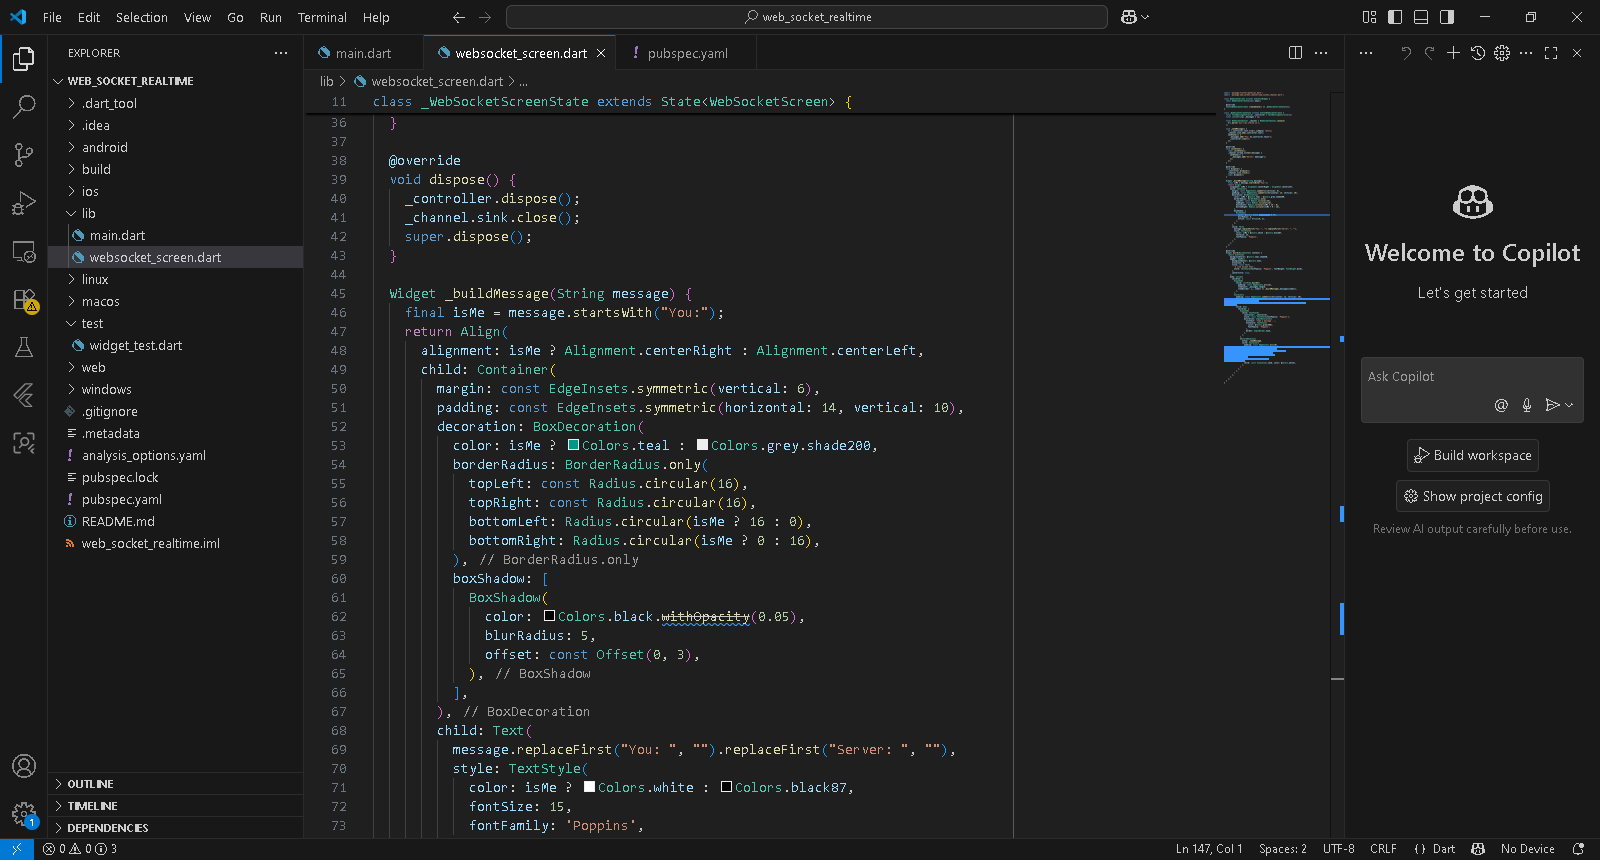 File Edit Selection View Go Run Terminal Help
web_socket_realtime
EXPLORER
WEB_SOCKET_REALTIME
.dart_tool
.idea
android
build
ios
lib
main.dart
websocket_screen.dart
linux
macos
test
widget_test.dart
web
windows
.gitignore
.metadata
analysis_options.yaml
pubspec.lock
pubspec.yaml
README.md
web_socket_realtime.iml
OUTLINE
TIMELINE
DEPENDENCIES
main.dart websocket_screen.dart pubspec.yaml
lib > websocket_screen.dart > ...
11 class _WebSocketScreenState extends State<WebSocketScreen> {
36 }
37
38 @override
39 void dispose() {
40 _controller.dispose();
41 _channel.sink.close();
42 super.dispose();
43 }
44
45 Widget _buildMessage(String message) {
46 final isMe = message.startsWith("You:");
47 return Align(
48 alignment: isMe ? Alignment.centerRight : Alignment.centerLeft,
49 child: Container(
50 margin: const EdgeInsets.symmetric(vertical: 6),
51 padding: const EdgeInsets.symmetric(horizontal: 14, vertical: 10),
52 decoration: BoxDecoration(
53 color: isMe ? Colors.teal : Colors.grey.shade200,
54 borderRadius: BorderRadius.only(
55 topLeft: const Radius.circular(16),
56 topRight: const Radius.circular(16),
57 bottomLeft: Radius.circular(isMe ? 16 : 0),
58 bottomRight: Radius.circular(isMe ? 0 : 16),
59 ), // BorderRadius.only
60 boxShadow: [
61 BoxShadow(
62 color: Colors.black.withOpacity(0.05),
63 blurRadius: 5,
64 offset: const Offset(0, 3),
65 ), // BoxShadow
66 ],
67 ), // BoxDecoration
68 child: Text(
69 message.replaceFirst("You: ", "").replaceFirst("Server: ", ""),
70 style: TextStyle(
71 color: isMe ? Colors.white : Colors.black87,
72 fontSize: 15,
73 fontFamily: 'Poppins',
Welcome to Copilot
Let's get started
Ask Copilot
Build workspace
Show project config
Review AI output carefully before use.
1
0 0 3
Ln 147, Col 1 Spaces: 2 UTF-8 CRLF {} Dart No Device